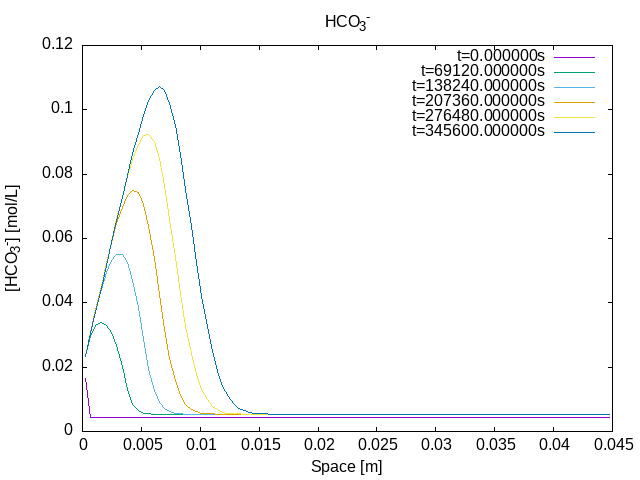 HCO3-
0.12
0.1
0.08
0.06
0.04
0.02
0
[HCO3-] [mol/L]
t=0.000000s
t=69120.000000s
t=138240.000000s
t=207360.000000s
t=276480.000000s
t=345600.000000s
0 0.005 0.01 0.015 0.02 0.025 0.03 0.035 0.04 0.045
Space [m]